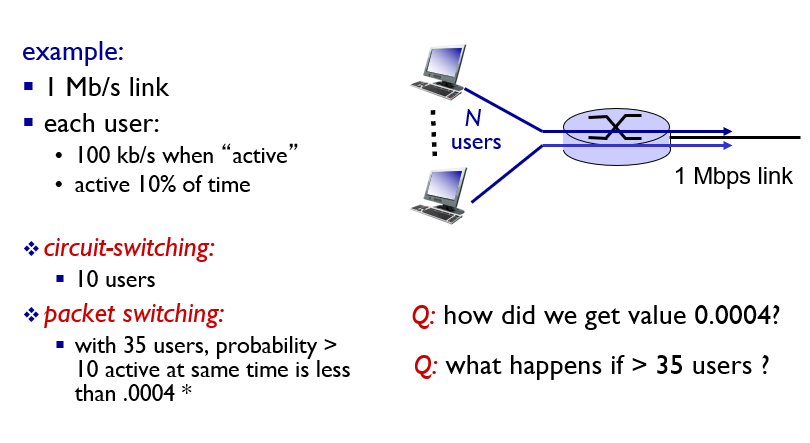 example:
▪ 1 Mb/s link
▪ each user:
• 100 kb/s when “active”
• active 10% of time
❖ circuit-switching:
▪ 10 users
❖ packet switching:
▪ with 35 users, probability >
10 active at same time is less
than .0004 *
N
users
1 Mbps link
Q: how did we get value 0.0004?
Q: what happens if > 35 users ?